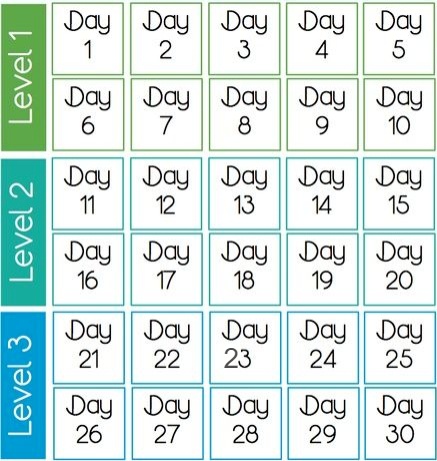 Level 1
Day Day Day Day Day
1 2 3 4 5
Day Day Day Day Day
6 7 8 9 10
Level 2
Day Day Day Day Day
11 12 13 14 15
Day Day Day Day Day
16 17 18 19 20
Level 3
Day Day Day Day Day
21 22 23 24 25
Day Day Day Day Day
26 27 28 29 30